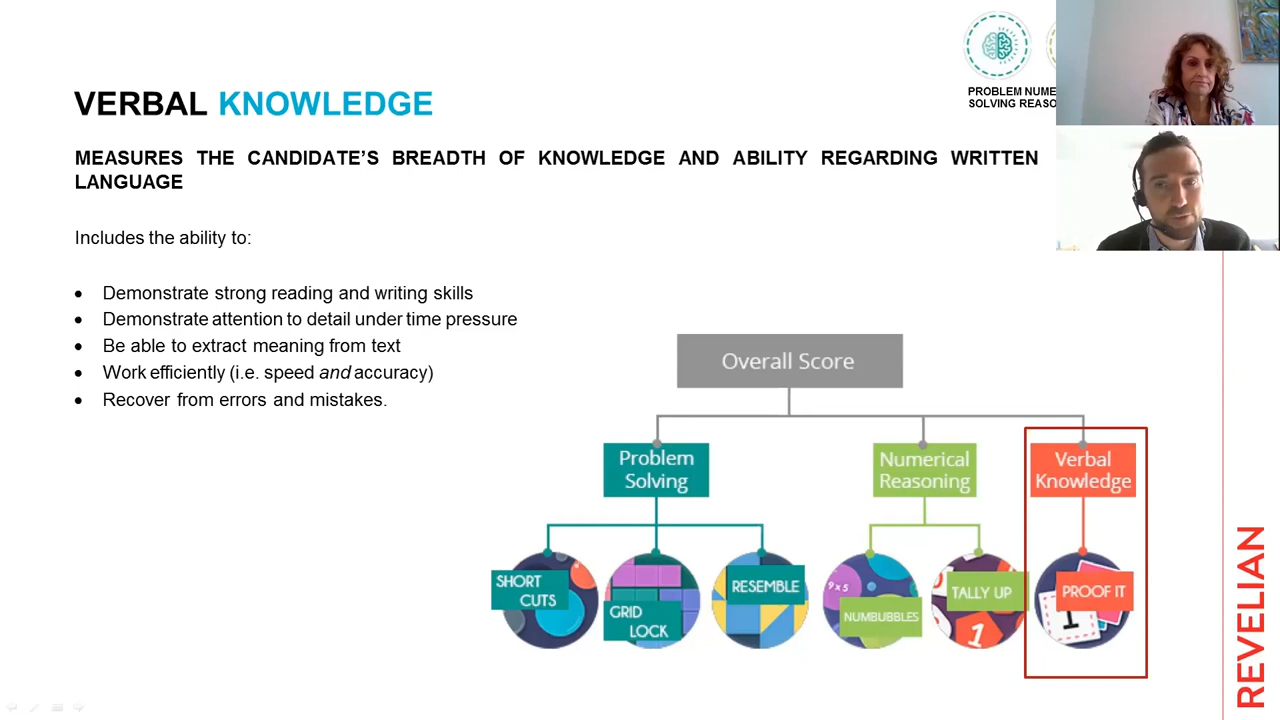 PROBLEM NUME
SOLVING REASO
VERBAL KNOWLEDGE
MEASURES THE CANDIDATE'S BREADTH OF KNOWLEDGE AND ABILITY REGARDING WRITTEN
LANGUAGE
Includes the ability to:
• Demonstrate strong reading and writing skills
• Demonstrate attention to detail under time pressure
• Be able to extract meaning from text
• Work efficiently (i.e. speed and accuracy)
• Recover from errors and mistakes.
Overall Score
Problem
Solving
Numerical
Reasoning
Verbal
Knowledge
SHORT
CUTS
GRID
LOCK
RESEMBLE
9x5
NUMBUBBLES
TALLY UP
1
PROOF IT
1
REVELIAN